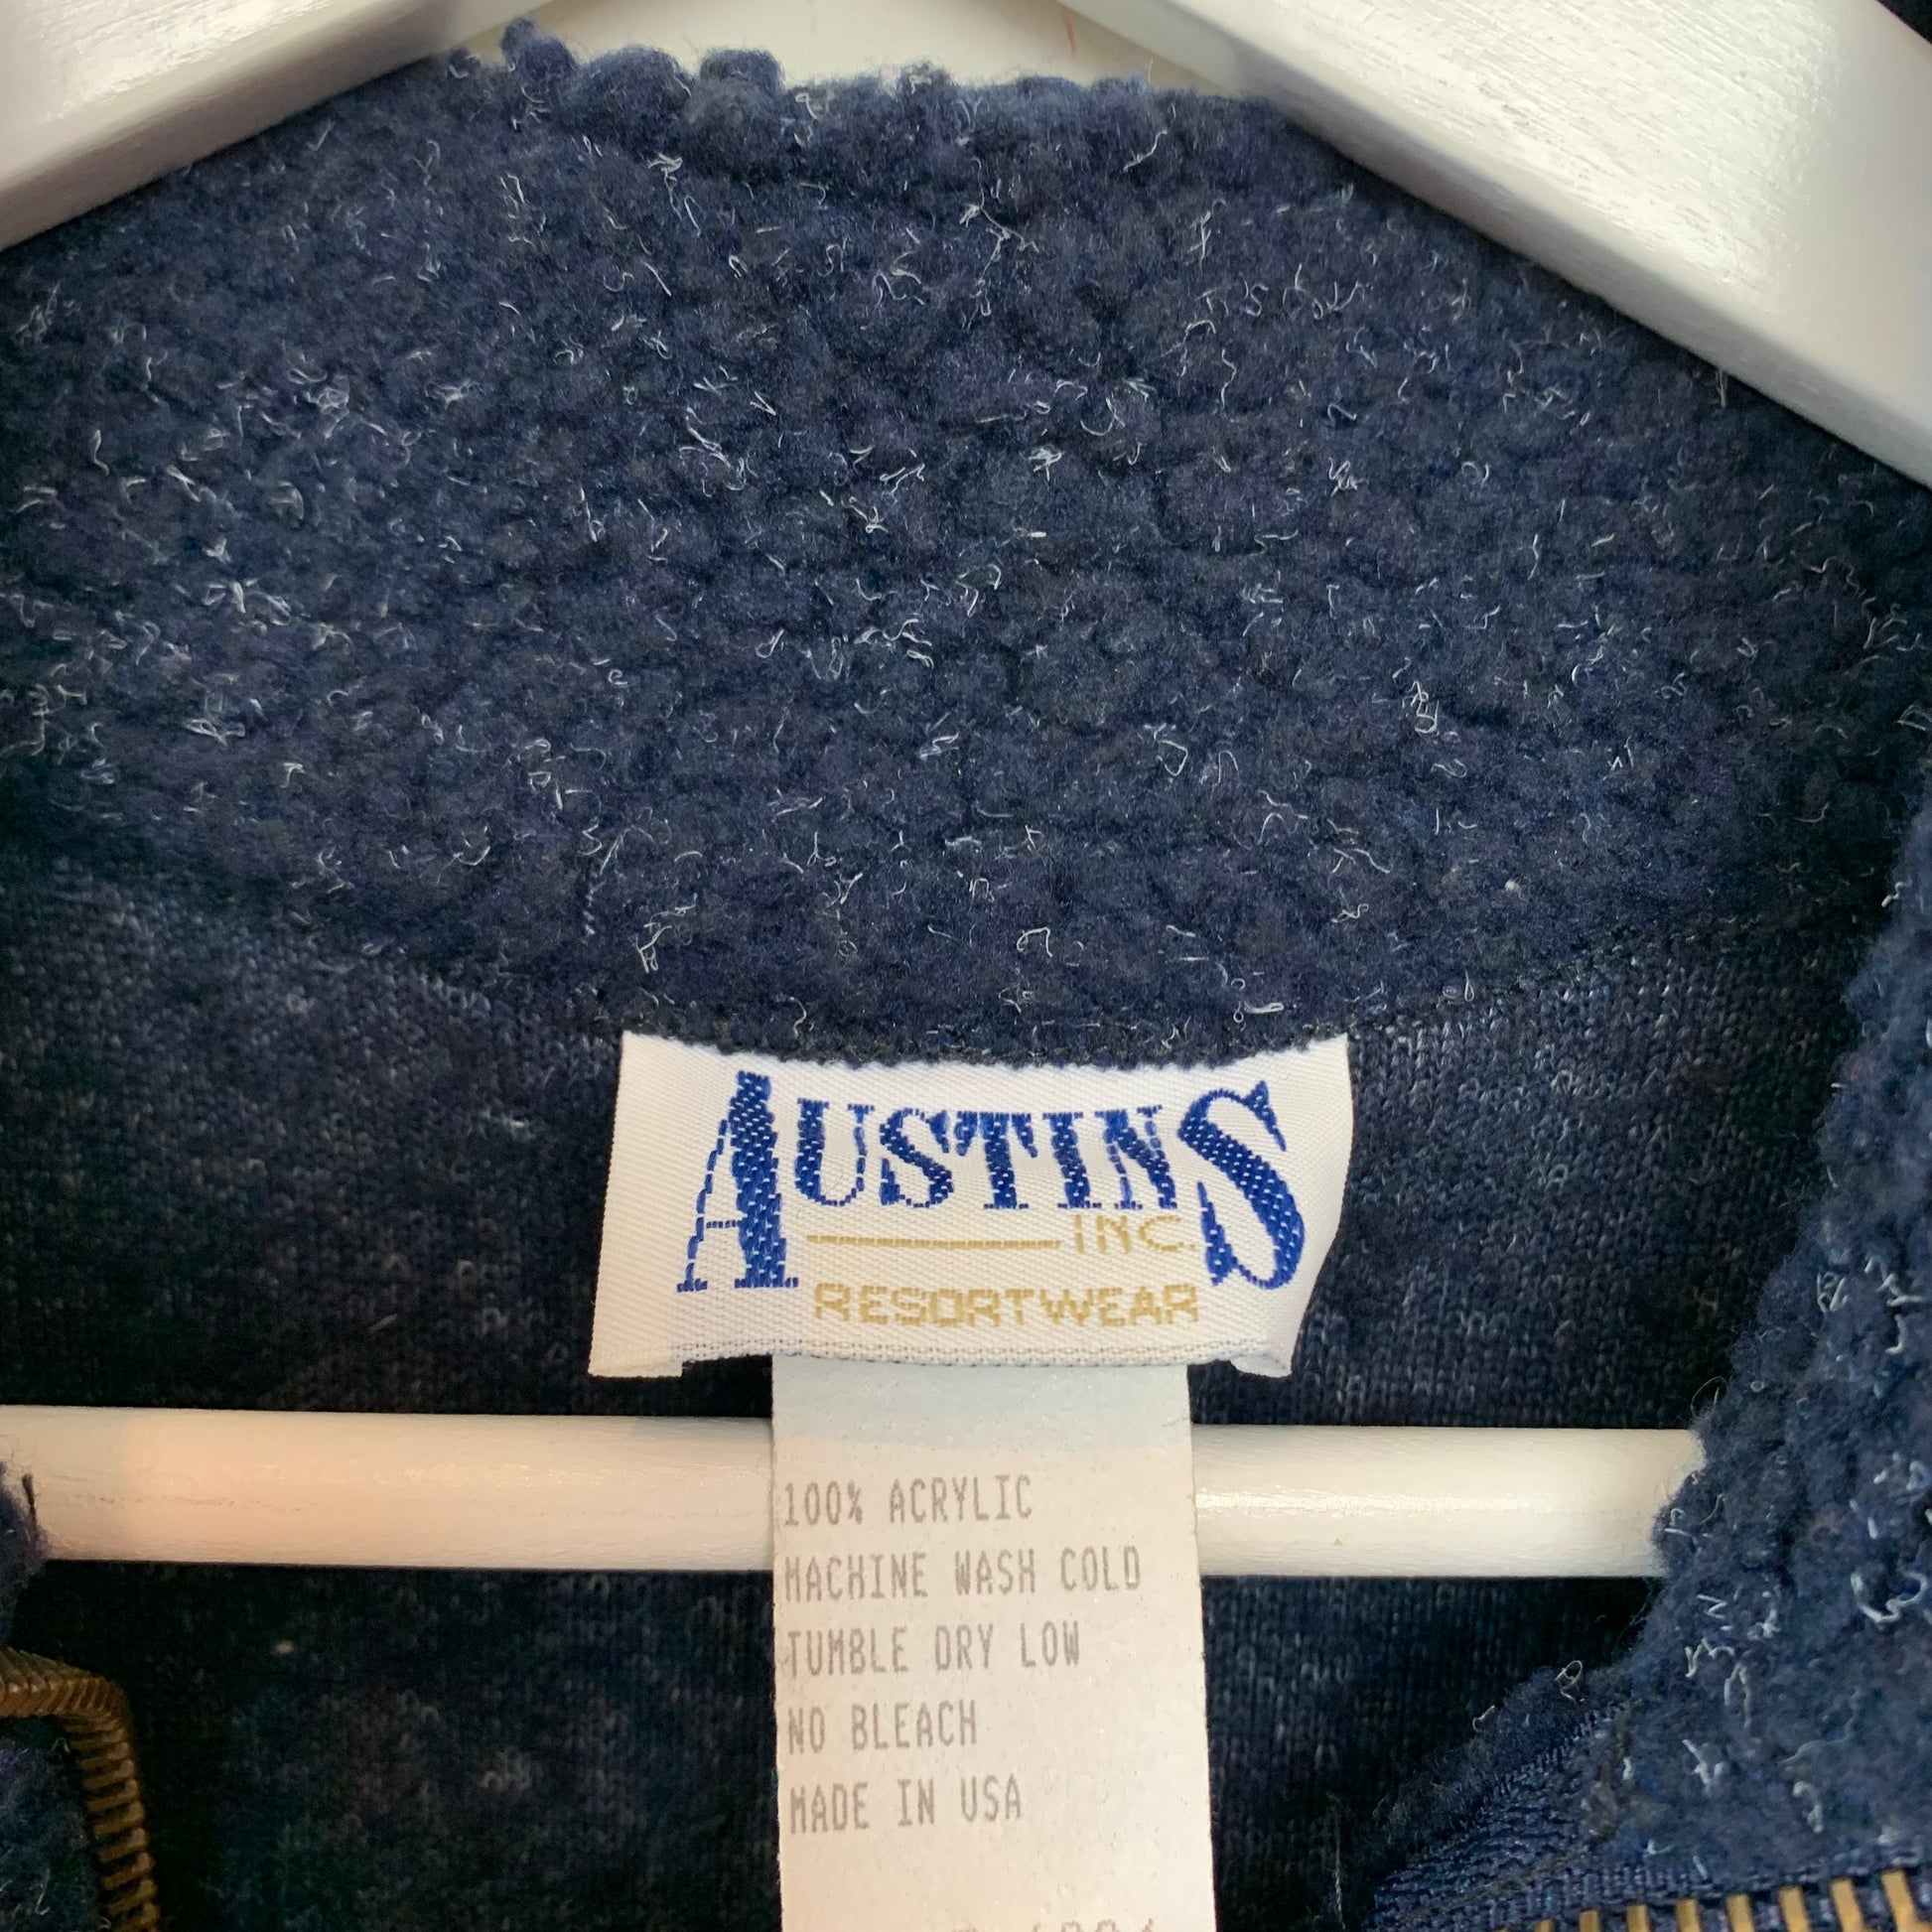 AUSTINS
INC.
RESORTWEAR
100% ACRYLIC
MACHINE WASH COLD
TUMBLE DRY LOW
NO BLEACH
MADE IN USA